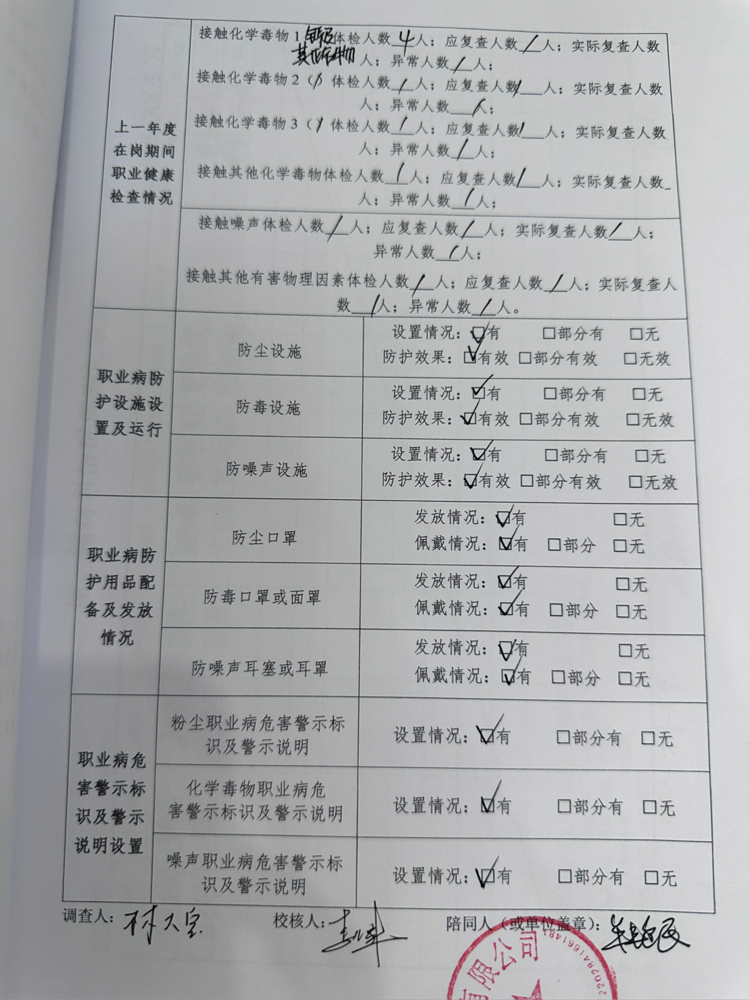 接触化学毒物1 体检人数 4 人；应复查人数 / 人；实际复查人数
人；异常人数 / 人；
接触化学毒物2（/）体检人数 / 人；应复查人数 / 人；实际复查人数
人；异常人数 / 人；
接触化学毒物3（/）体检人数 / 人；应复查人数 / 人；实际复查人数
人；异常人数 / 人；
接触其他化学毒物体检人数 / 人；应复查人数 / 人；实际复查人数_
人；异常人数 / 人；
上一年度
在岗期间
职业健康
检查情况
接触噪声体检人数 / 人；应复查人数 / 人；实际复查人数 / 人；
异常人数 / 人；
接触其他有害物理因素体检人数 / 人；应复查人数 / 人；实际复查人
数 / 人；异常人数 / 人。
职业病防
护设施设
置及运行
防尘设施
设置情况：☑有 □部分有 □无
防护效果：☑有效 □部分有效 □无效
防毒设施
设置情况：☑有 □部分有 □无
防护效果：☑有效 □部分有效 □无效
防噪声设施
设置情况：☑有 □部分有 □无
防护效果：☑有效 □部分有效 □无效
职业病防
护用品配
备及发放
情况
防尘口罩
发放情况：☑有 □无
佩戴情况：☑有 □部分 □无
防毒口罩或面罩
发放情况：☑有 □无
佩戴情况：☑有 □部分 □无
防噪声耳塞或耳罩
发放情况：☑有 □无
佩戴情况：☑有 □部分 □无
职业病危
害警示标
识及警示
说明设置
粉尘职业病危害警示标
识及警示说明
设置情况：☑有 □部分有 □无
化学毒物职业病危
害警示标识及警示说明
设置情况：☑有 □部分有 □无
噪声职业病危害警示标
识及警示说明
设置情况：☑有 □部分有 □无
调查人： 校核人： 陪同人（或单位盖章）：
有限公司